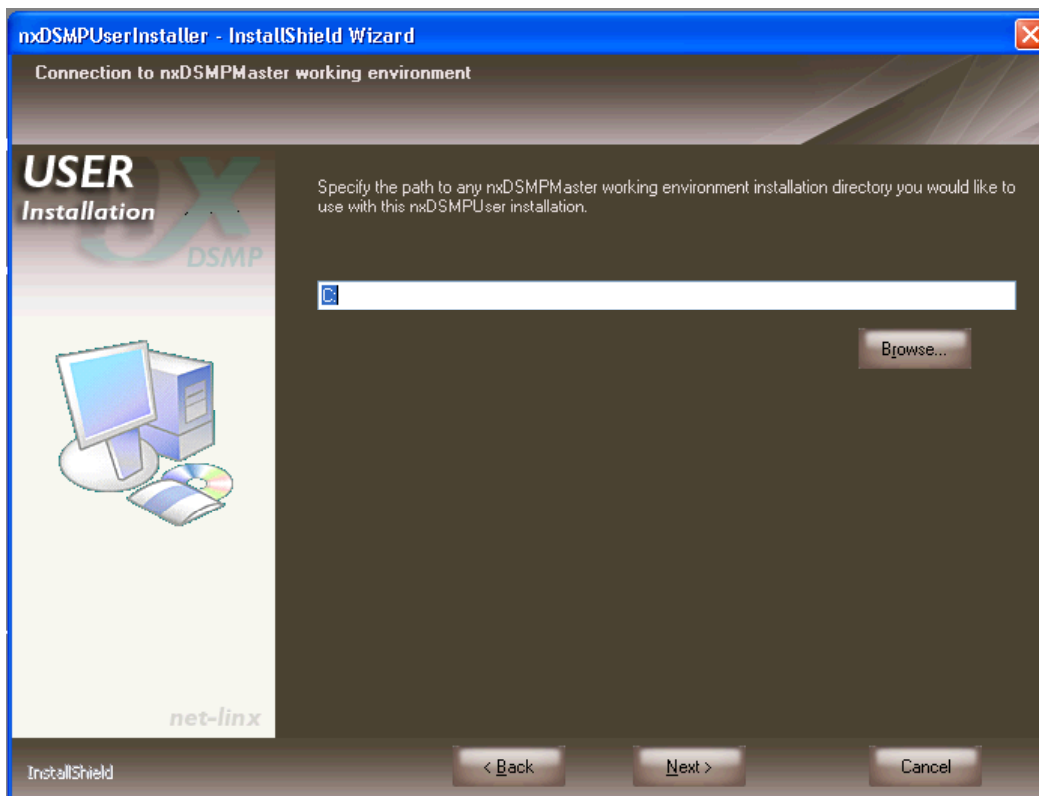 nxDSMPUserInstaller - InstallShield Wizard
Connection to nxDSMPMaster working environment
USER
Installation
DSMP
Specify the path to any nxDSMPMaster working environment installation directory you would like to
use with this nxDSMPUser installation.
C:
Browse...
net-linx
InstallShield
< Back
Next >
Cancel